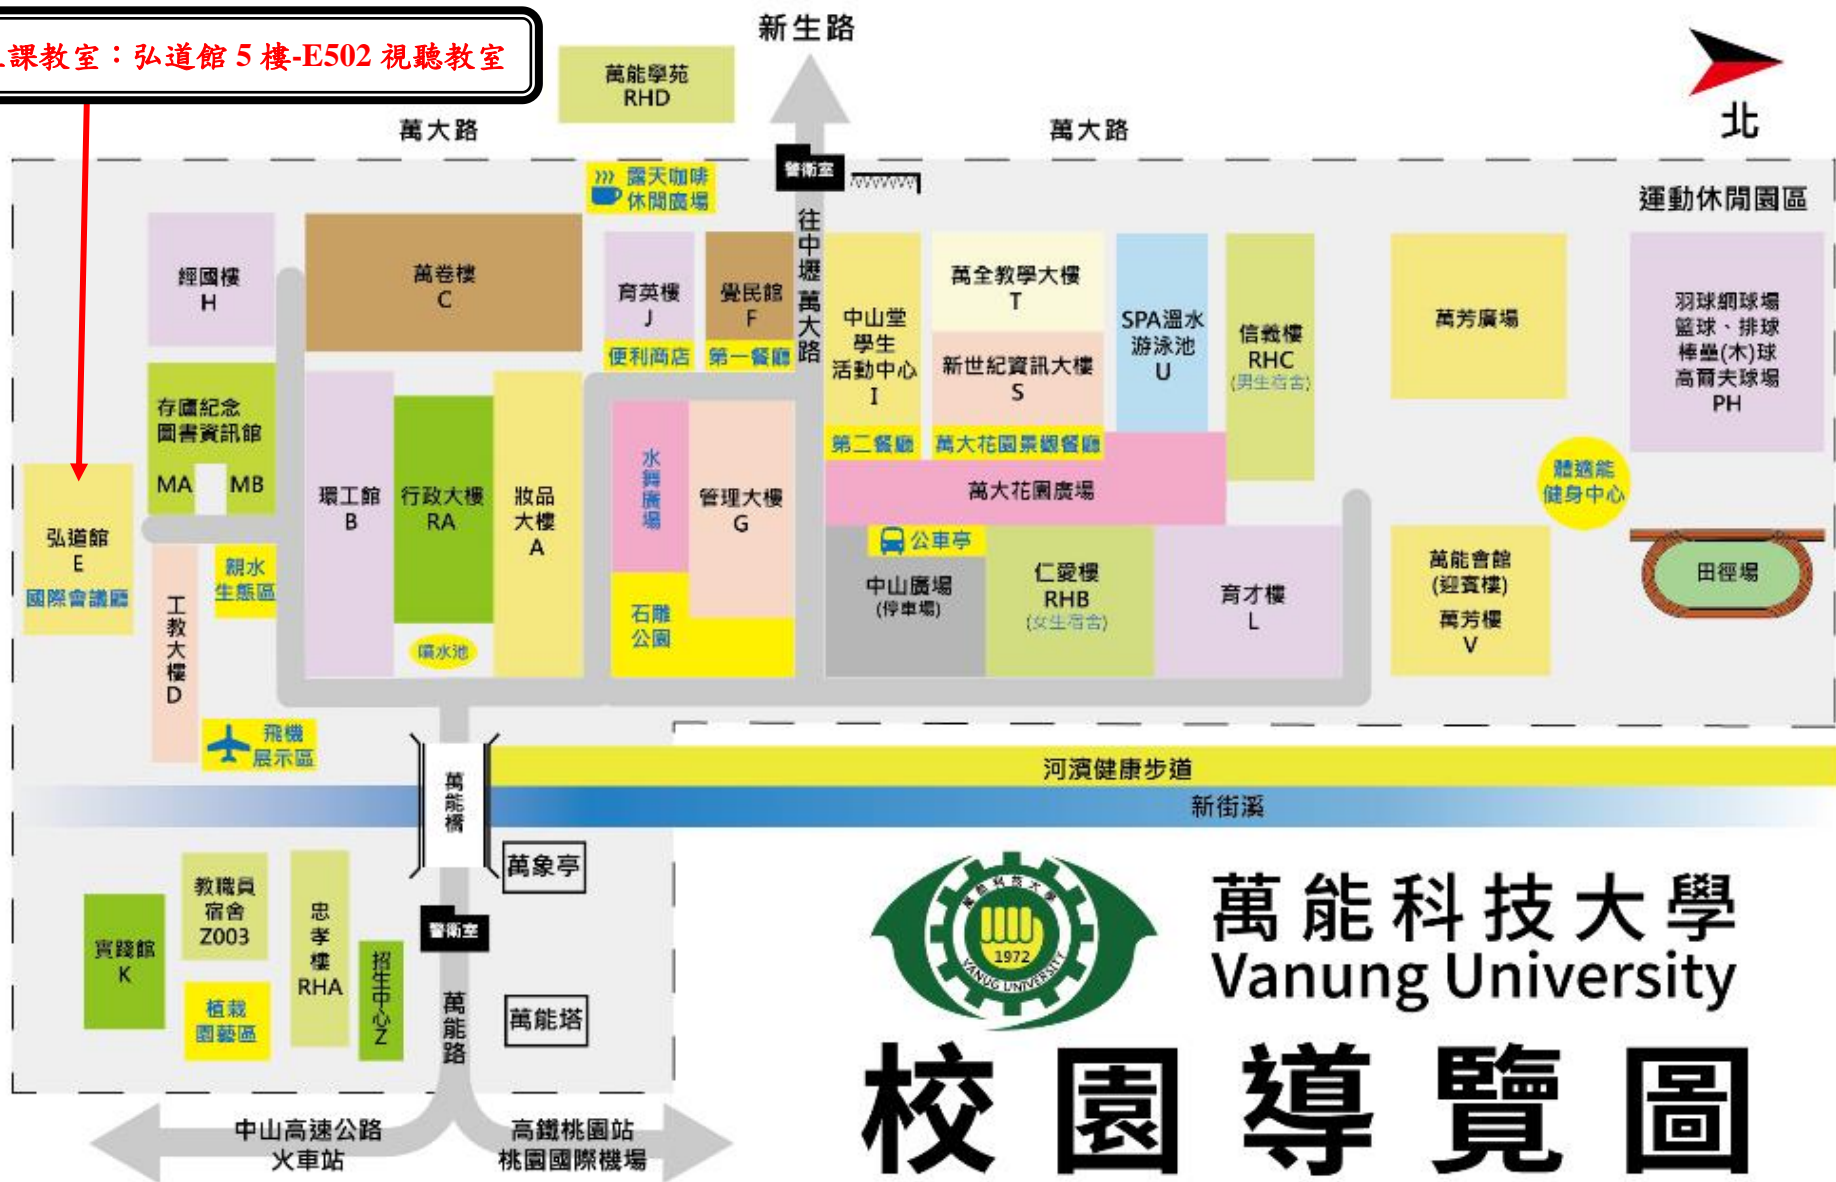 課教室：弘道館 5 樓-E502 視聽教室
新生路
萬能學苑
RHD
北
萬大路
萬大路
警衛室
露天咖啡
休閒廣場
往中壢 萬大路
運動休閒園區
經國樓
H
萬卷樓
C
育英樓
J
便利商店
覺民館
F
第一餐廳
中山堂
學生
活動中心
I
第二餐廳
萬全教學大樓
T
新世紀資訊大樓
S
萬大花園景觀餐廳
SPA溫水
游泳池
U
信義樓
RHC
(男生宿舍)
萬芳廣場
羽球網球場
籃球、排球
棒壘(木)球
高爾夫球場
PH
存廬紀念
圖書資訊館
MA
MB
環工館
B
行政大樓
RA
噴水池
妝品
大樓
A
水舞廣場
管理大樓
G
石雕
公園
萬大花園廣場
公車亭
中山廣場
(停車場)
仁愛樓
RHB
(女生宿舍)
育才樓
L
體適能
健身中心
萬能會館
(迎賓樓)
萬芳樓
V
田徑場
弘道館
E
國際會議廳
工教大樓D
親水
生態區
飛機
展示區
萬能橋
河濱健康步道
新街溪
萬象亭
警衛室
萬能塔
實踐館
K
教職員
宿舍
Z003
植栽
園藝區
忠孝樓
RHA
招生中心Z
萬能路
中山高速公路
火車站
高鐵桃園站
桃園國際機場
萬能科技大學
1972
VANUNG UNIVERSITY
萬能科技大學
Vanung University
校園導覽圖